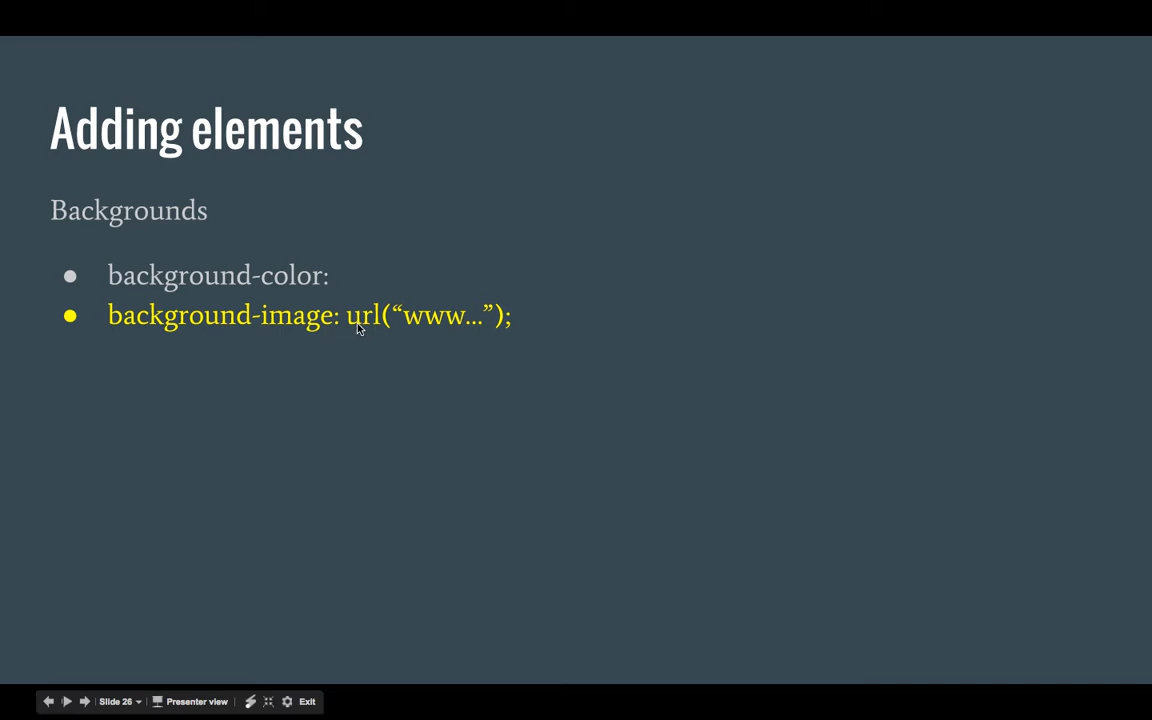 Adding elements
Backgrounds
● background-color:
● background-image: url(“www...”);
Slide 26 Presenter view Exit